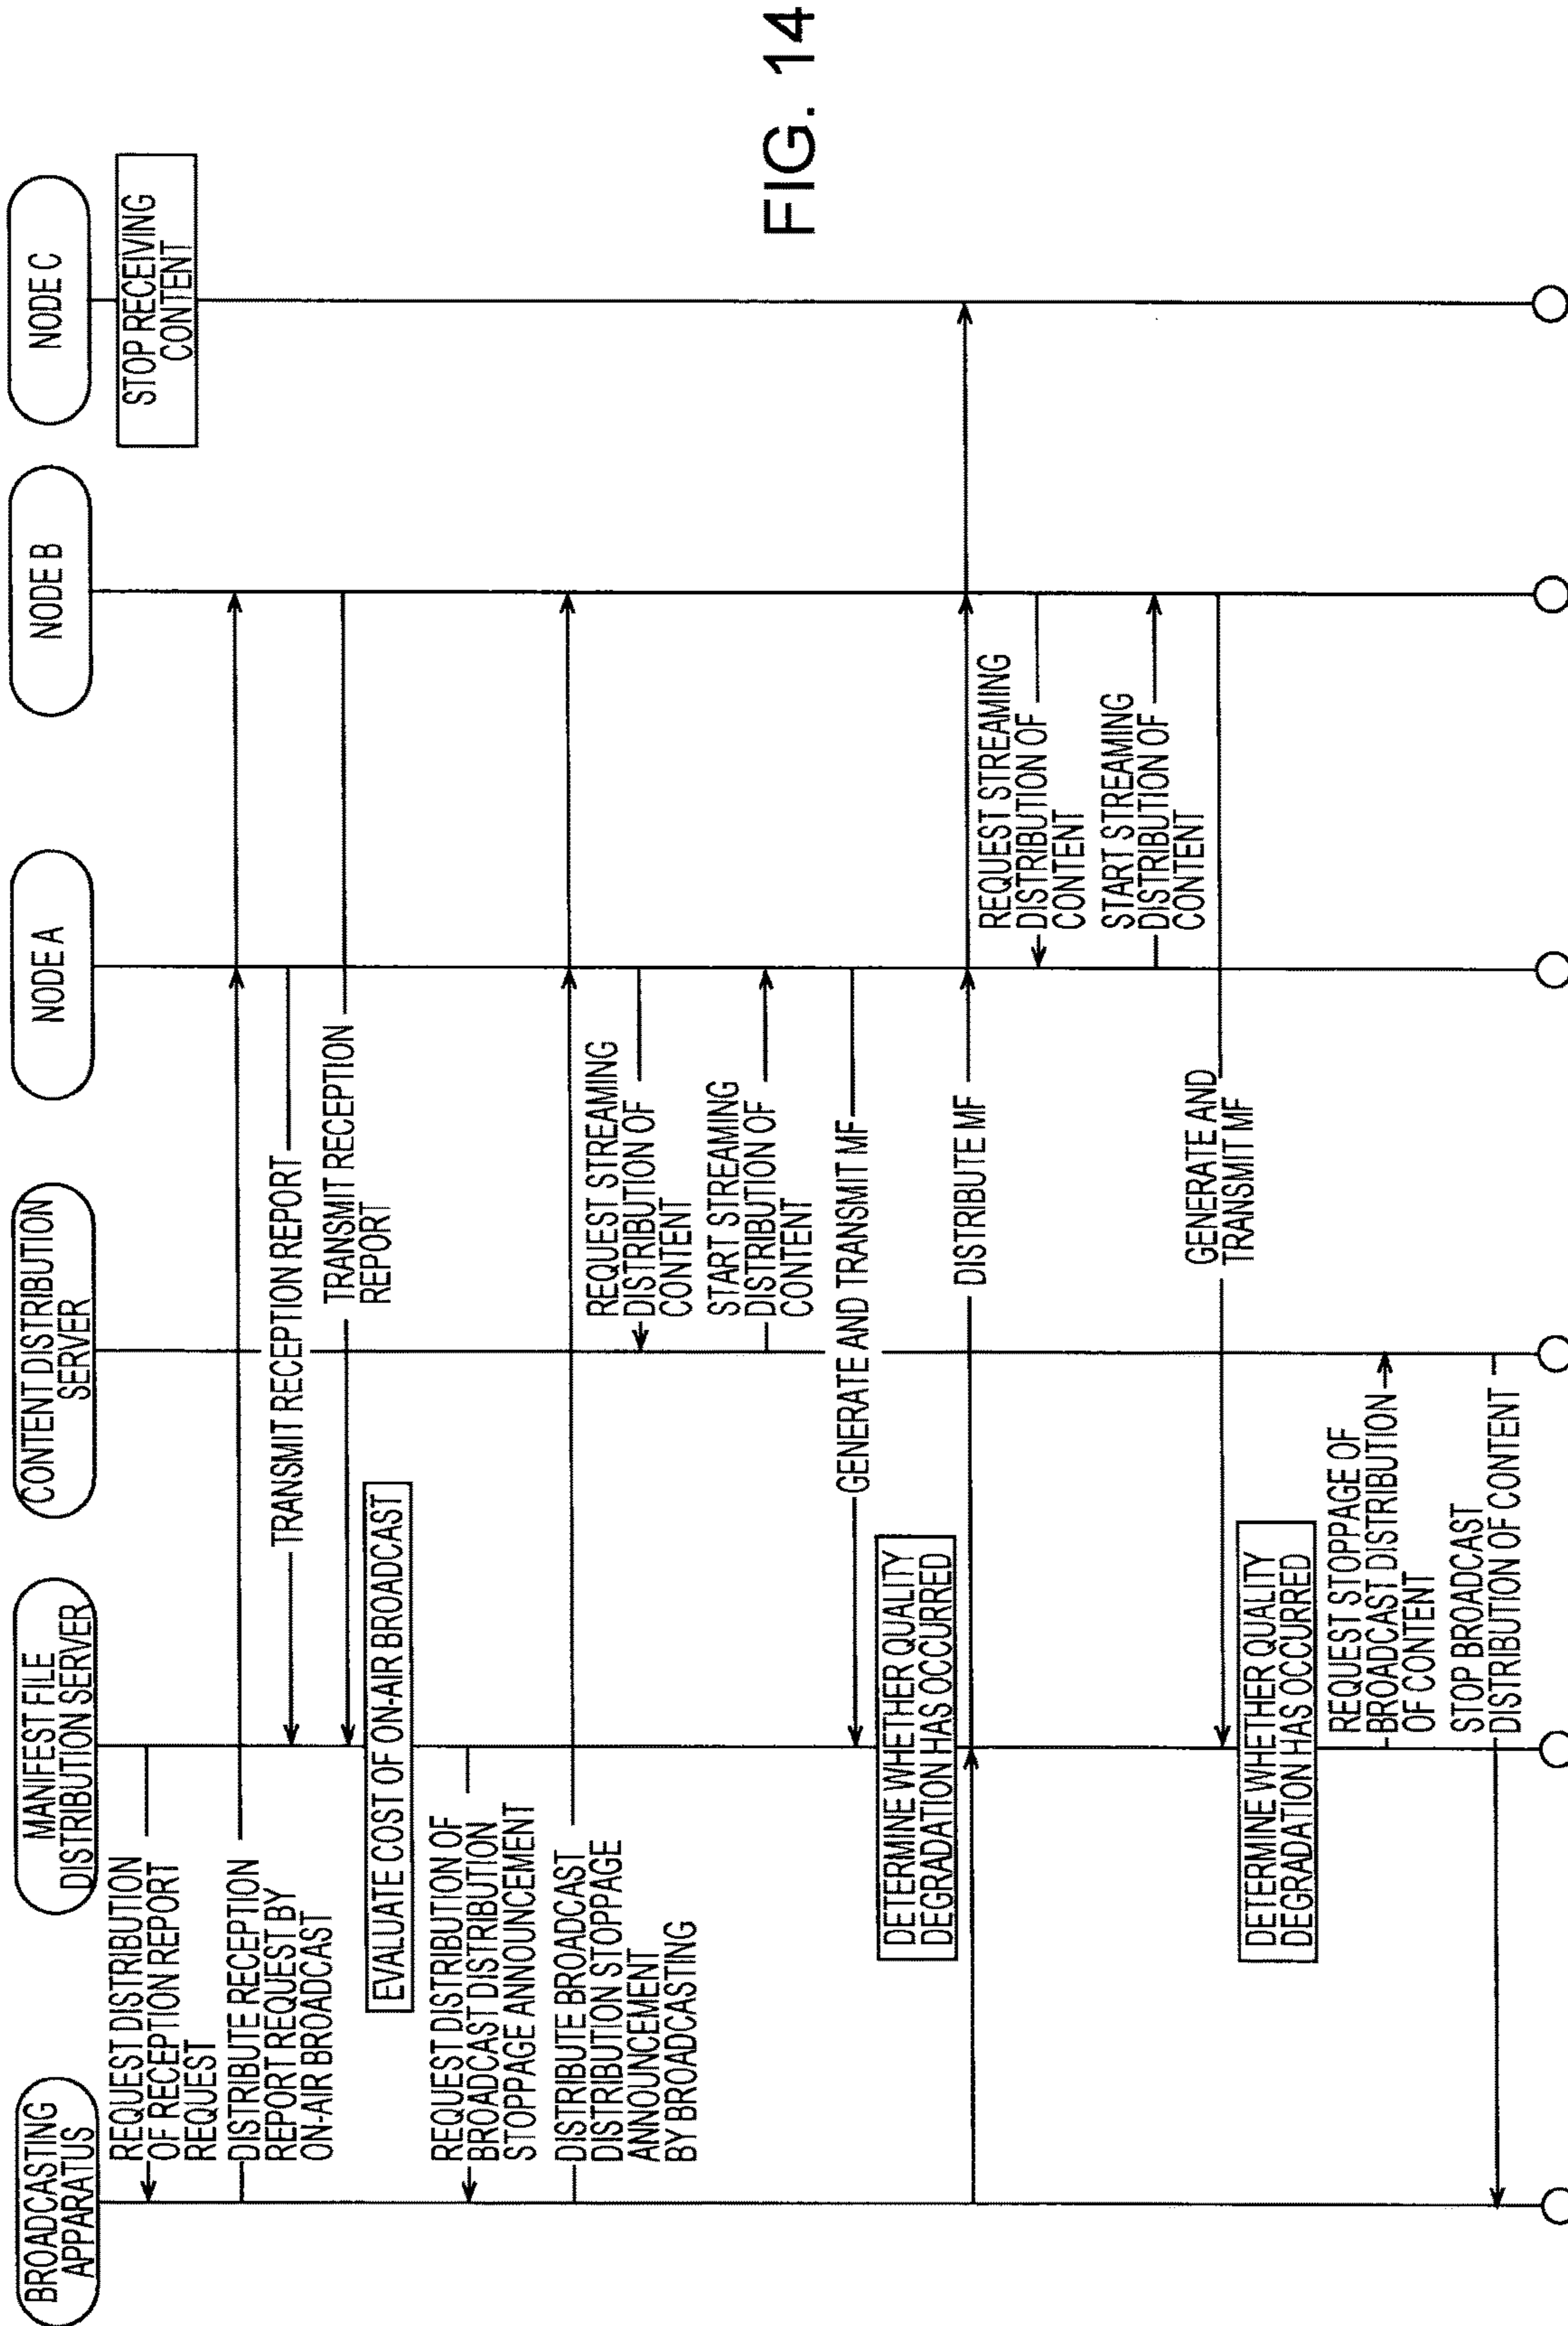 BROADCASTING
APPARATUS
MANIFEST FILE
DISTRIBUTION SERVER
CONTENT DISTRIBUTION
SERVER
NODE A
NODE B
NODE C
STOP RECEIVING
CONTENT
REQUEST DISTRIBUTION
OF RECEPTION REPORT
REQUEST
DISTRIBUTE RECEPTION
REPORT REQUEST BY
ON-AIR BROADCAST
TRANSMIT RECEPTION REPORT
TRANSMIT RECEPTION
REPORT
EVALUATE COST OF ON-AIR BROADCAST
REQUEST DISTRIBUTION OF
BROADCAST DISTRIBUTION
STOPPAGE ANNOUNCEMENT
DISTRIBUTE BROADCAST
DISTRIBUTION STOPPAGE
ANNOUNCEMENT
BY BROADCASTING
REQUEST STREAMING
DISTRIBUTION OF
CONTENT
START STREAMING
DISTRIBUTION OF
CONTENT
GENERATE AND TRANSMIT MF
DETERMINE WHETHER QUALITY
DEGRADATION HAS OCCURRED
DISTRIBUTE MF
REQUEST STREAMING
DISTRIBUTION OF
CONTENT
START STREAMING
DISTRIBUTION OF
CONTENT
GENERATE AND
TRANSMIT MF
DETERMINE WHETHER QUALITY
DEGRADATION HAS OCCURRED
REQUEST STOPPAGE OF
BROADCAST DISTRIBUTION
OF CONTENT
STOP BROADCAST
DISTRIBUTION OF CONTENT
FIG. 14